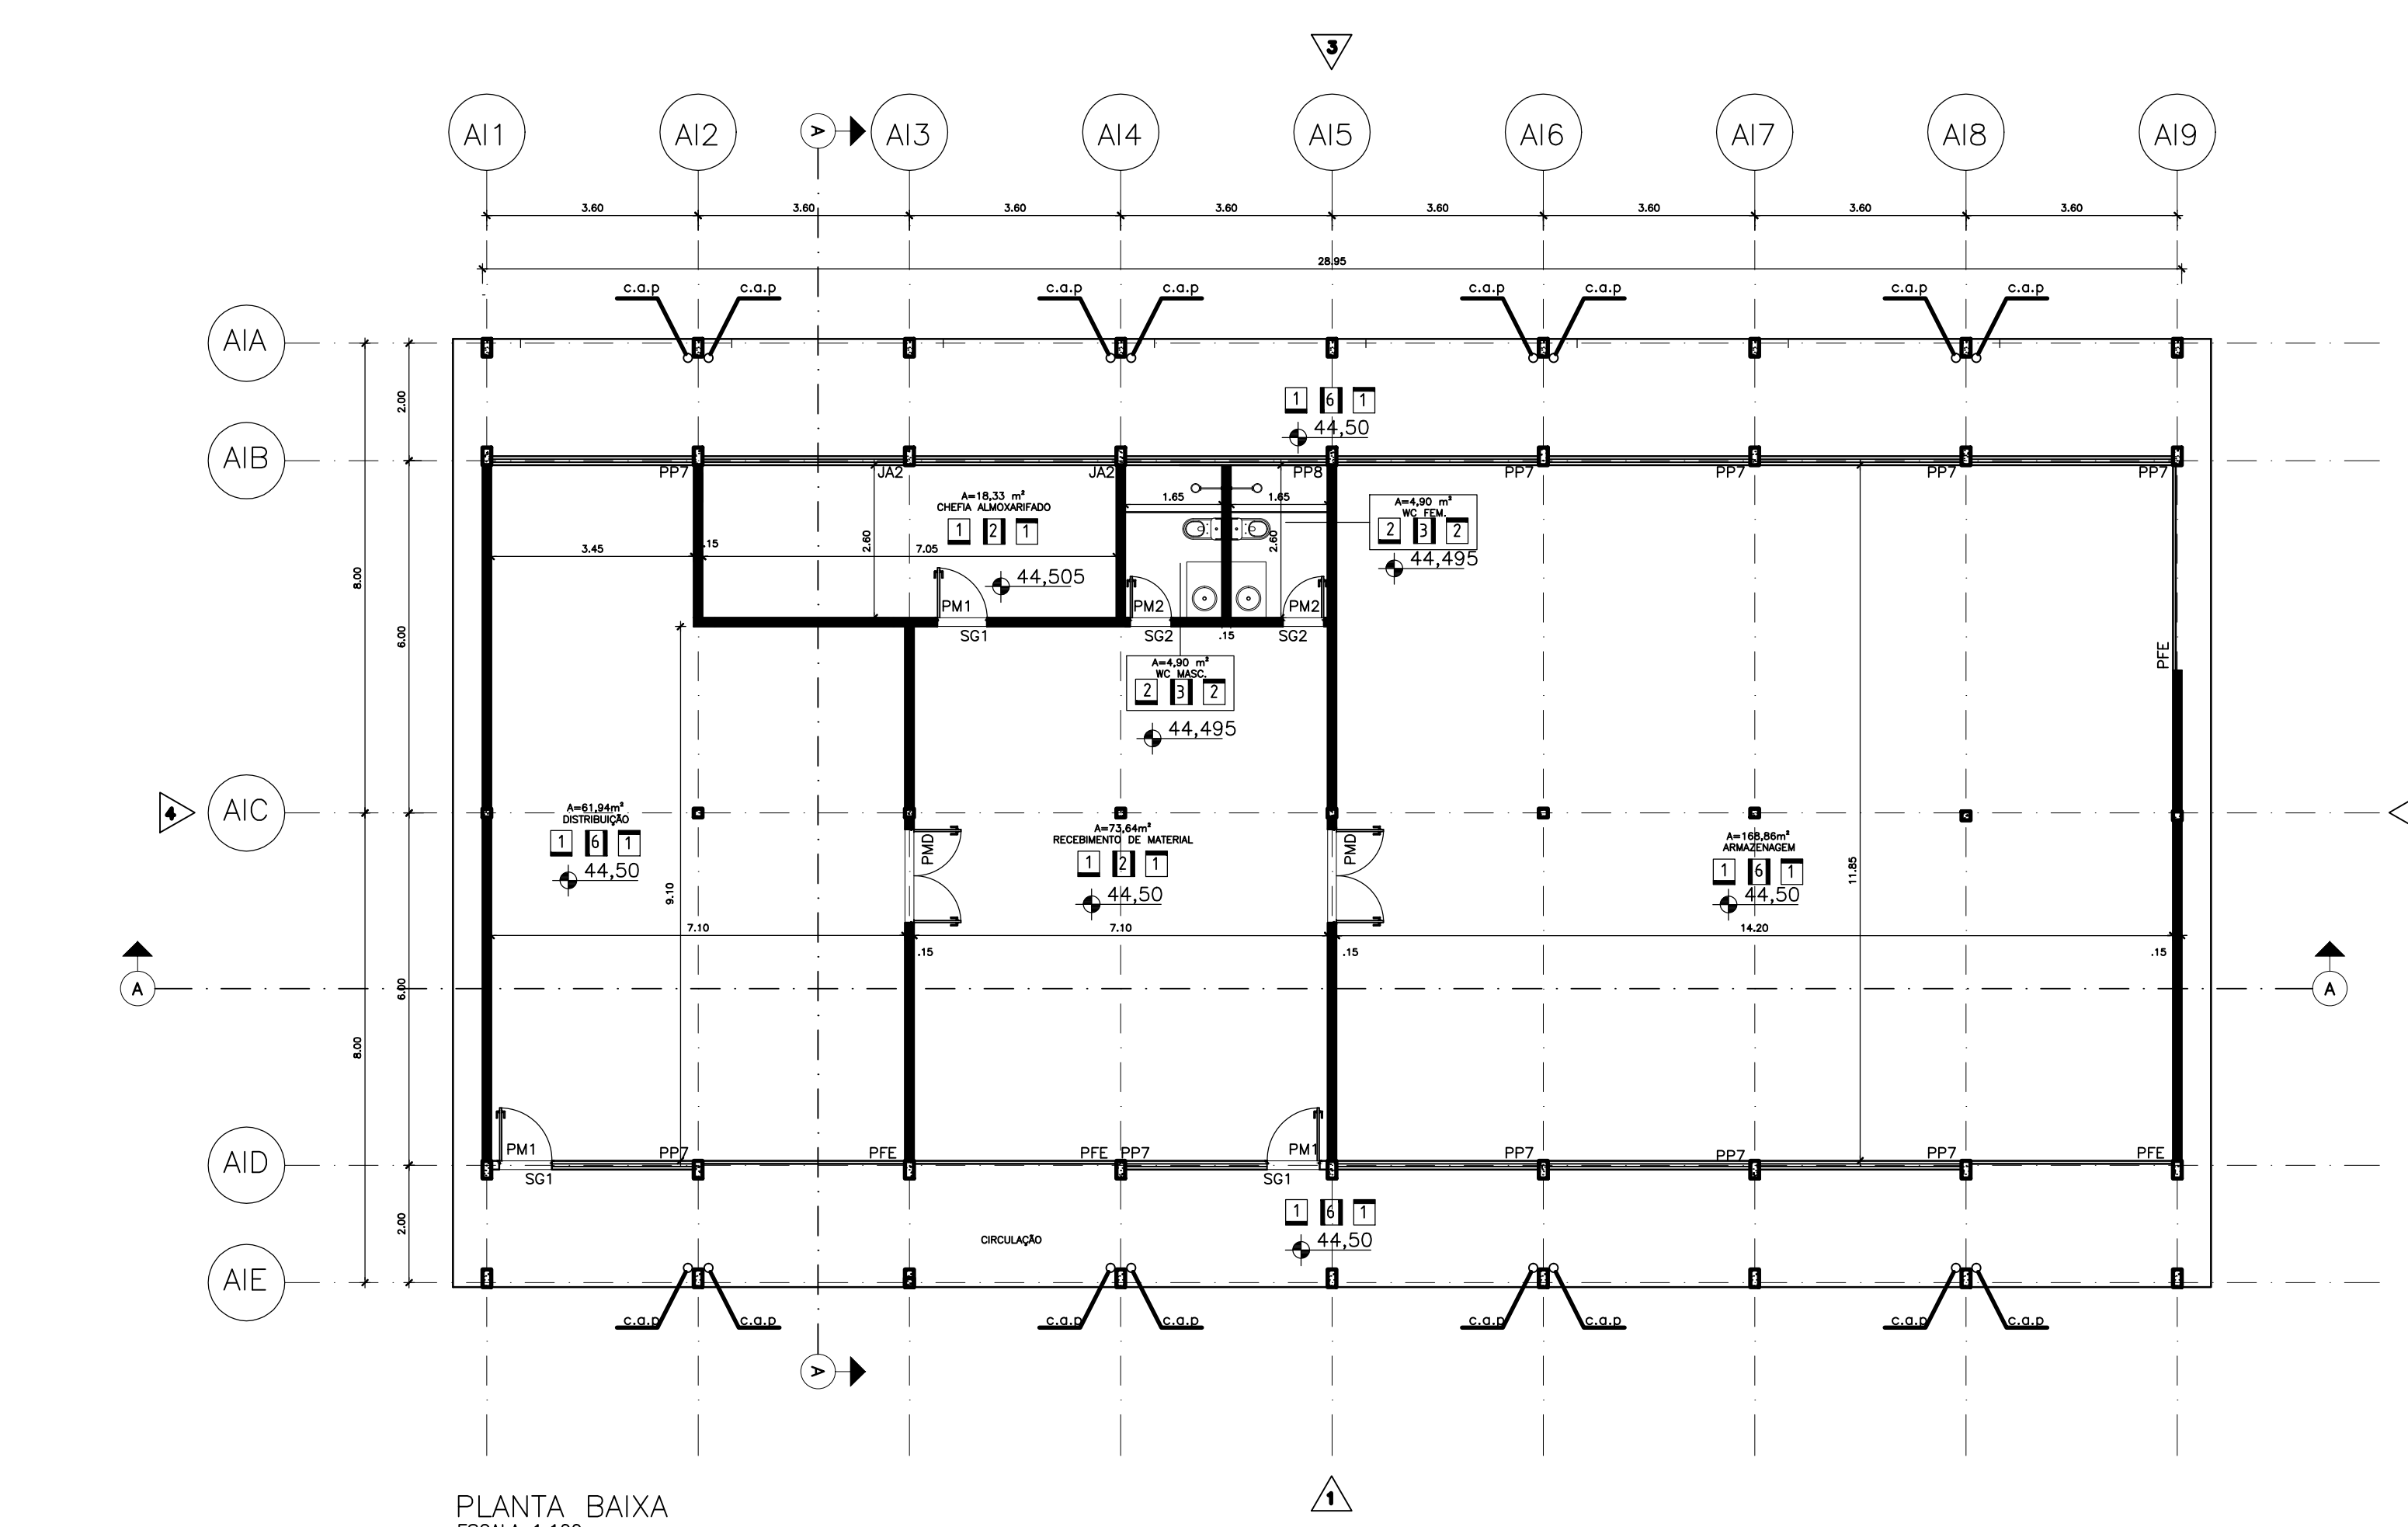 3
AI1 AI2 A AI3 AI4 AI5 AI6 AI7 AI8 AI9
3.60 3.60 3.60 3.60 3.60 3.60 3.60 3.60
28.95
c.a.p c.a.p c.a.p c.a.p c.a.p c.a.p c.a.p c.a.p
AIA
2.00
1 6 1
44,50
AIB
PP7 JA2 JA2 PP8 PP7 PP7 PP7 PP7
A=18,33 m²
CHEFIA ALMOXARIFADO
1 2 1
1.65 1.65
A=4,90 m²
WC FEM.
2 3 2
44,495
3.45 .15 2.60 7.05 2.60
44,505
8.00
PM1 PM2 PM2
SG1 SG2 .15 SG2
6.00
PFE
A=4,90 m²
WC MASC.
2 3 2
44,495
4
AIC
A=61,94m²
DISTRIBUIÇÃO
1 6 1
44,50
A=73,64m²
RECEBIMENTO DE MATERIAL
1 2 1
44,50
A=168,86m²
ARMAZENAGEM
1 6 1
44,50
PMD PMD
9.10 11.85
7.10 7.10 14.20
.15 .15 .15
A A
6.00
8.00
PM1 PP7 PFE PFE PP7 PM1 PP7 PP7 PP7 PFE
AID
SG1 SG1
1 6 1
44,50
2.00
CIRCULAÇÃO
AIE
c.a.p c.a.p c.a.p c.a.p c.a.p c.a.p c.a.p c.a.p
A
1
PLANTA BAIXA